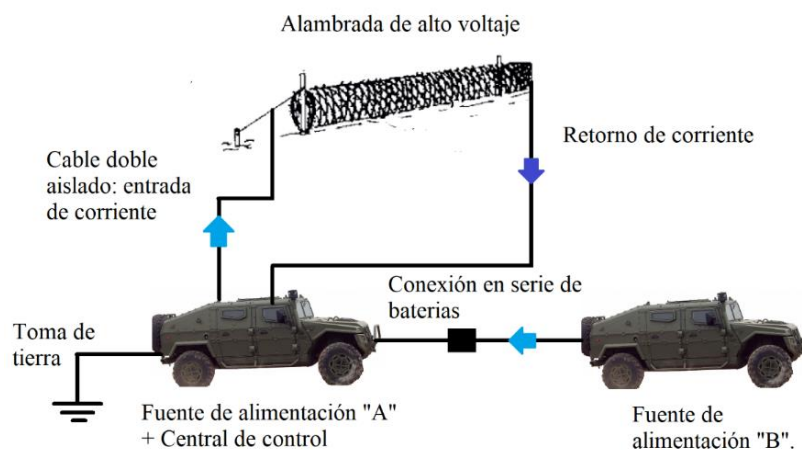 Alambrada de alto voltaje
Retorno de corriente
Cable doble
aislado: entrada
de corriente
Conexión en serie de
baterias
Toma de
tierra
Fuente de alimentación "A"
+ Central de control
Fuente de
alimentación "B".